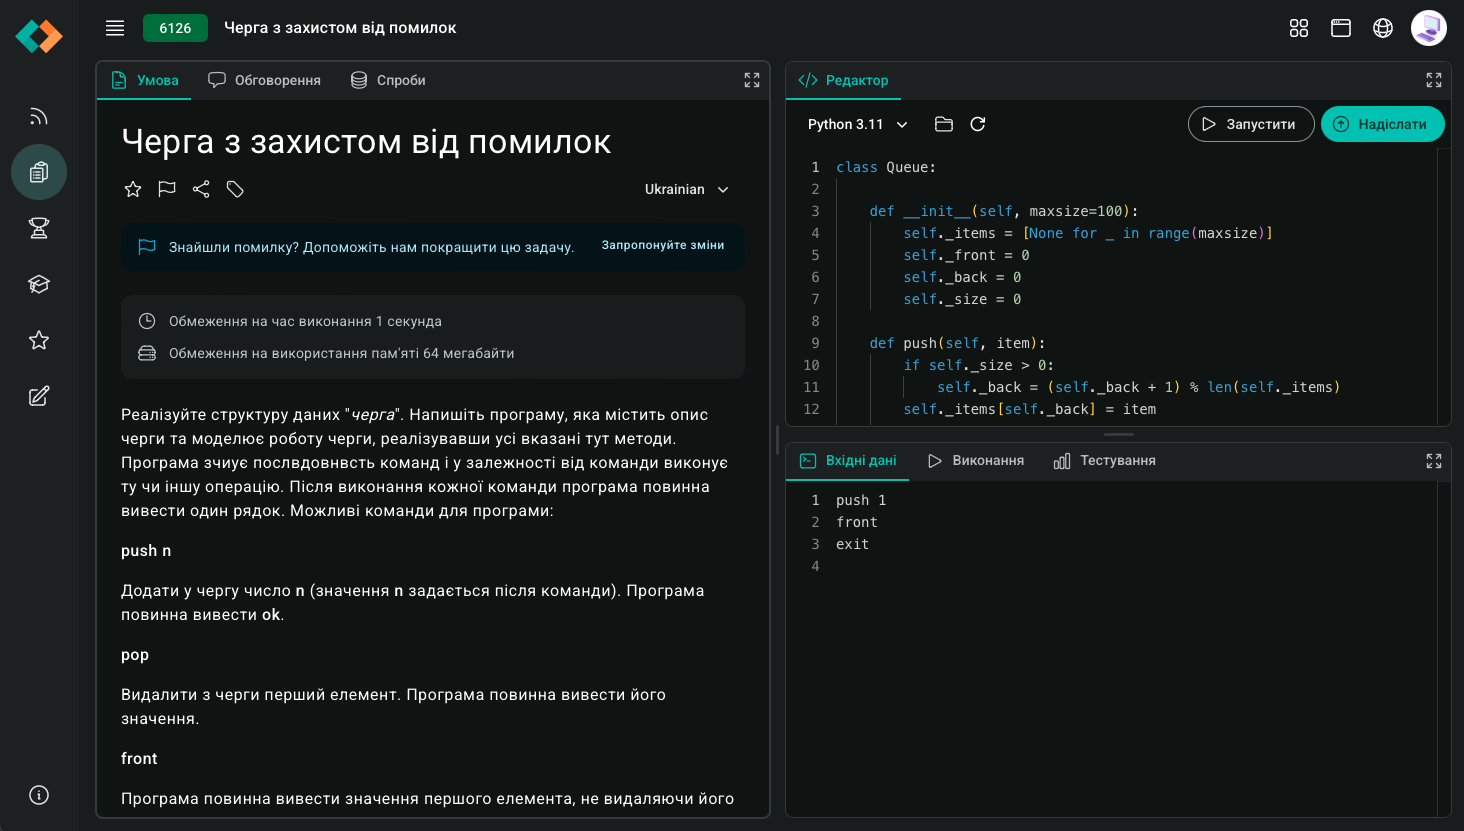 6126
Черга з захистом від помилок
Умова
Обговорення
Спроби
Черга з захистом від помилок
Ukrainian
Знайшли помилку? Допоможіть нам покращити цю задачу.
Запропонуйте зміни
Обмеження на час виконання 1 секунда
Обмеження на використання пам'яті 64 мегабайти
Реалізуйте структуру даних "черга". Напишіть програму, яка містить опис
черги та моделює роботу черги, реалізувавши усі вказані тут методи.
Програма зчиує послвдовнвсть команд і у залежності від команди виконує
ту чи іншу операцію. Після виконання кожної команди програма повинна
вивести один рядок. Можливі команди для програми:
push n
Додати у чергу число n (значення n задається після команди). Програма
повинна вивести ok.
pop
Видалити з черги перший елемент. Програма повинна вивести його
значення.
front
Програма повинна вивести значення першого елемента, не видаляючи його
Редактор
Python 3.11
Запустити
Надіслати
1 class Queue:
2
3 def __init__(self, maxsize=100):
4 self._items = [None for _ in range(maxsize)]
5 self._front = 0
6 self._back = 0
7 self._size = 0
8
9 def push(self, item):
10 if self._size > 0:
11 self._back = (self._back + 1) % len(self._items)
12 self._items[self._back] = item
Вхідні дані
Виконання
Тестування
1 push 1
2 front
3 exit
4